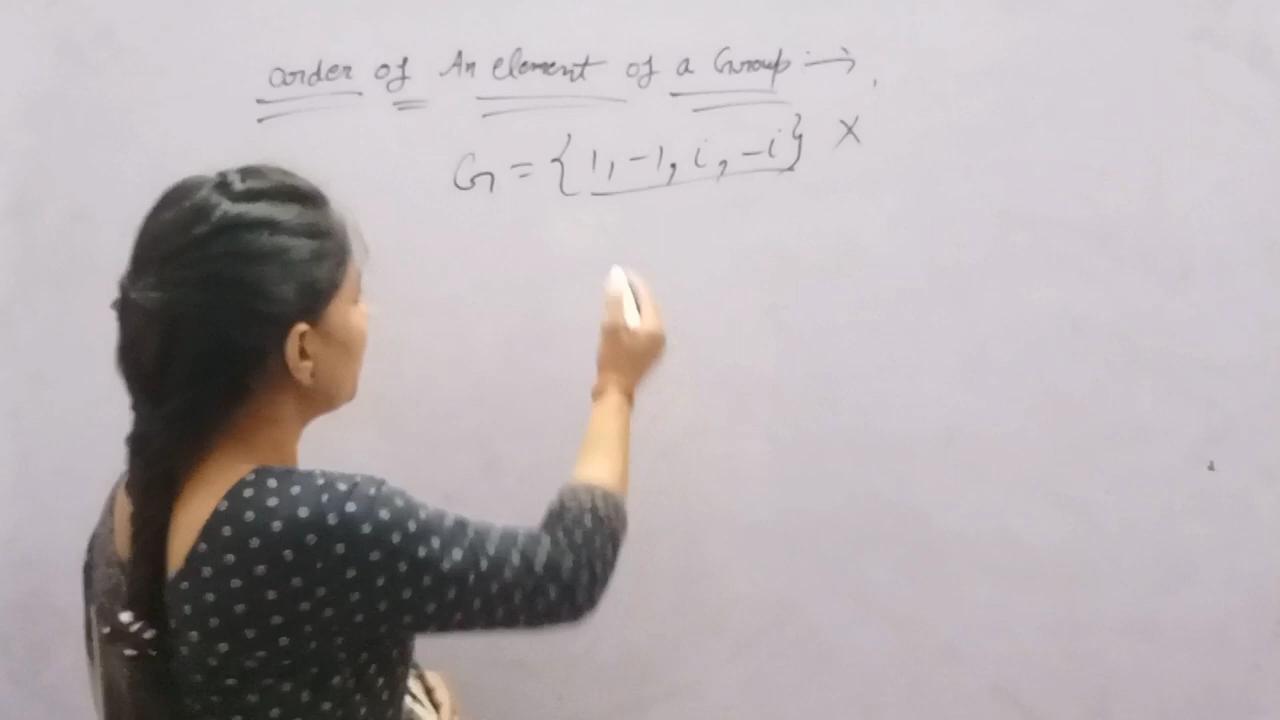 order of An element of a Group :→
G = {1, -1, i, -i} X